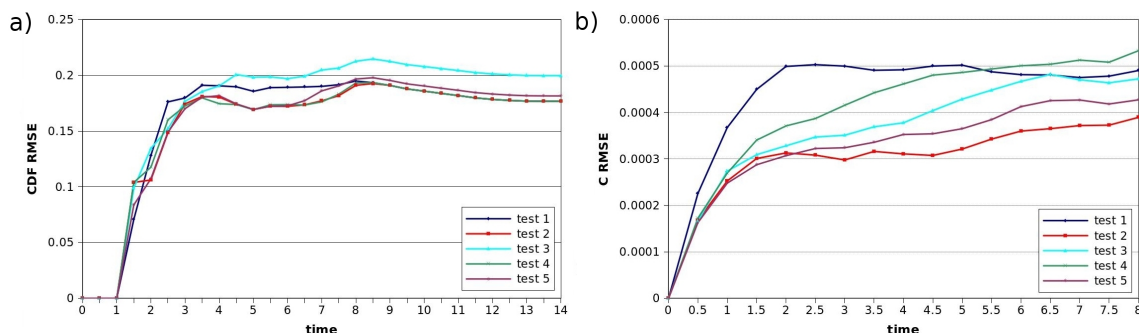 a)
CDF RMSE
0.25
0.2
0.15
0.1
0.05
0
0 1 2 3 4 5 6 7 8 9 10 11 12 13 14
time
test 1
test 2
test 3
test 4
test 5
b)
C RMSE
0.0006
0.0005
0.0004
0.0003
0.0002
0.0001
0
0 0.5 1 1.5 2 2.5 3 3.5 4 4.5 5 5.5 6 6.5 7 7.5 8
time
test 1
test 2
test 3
test 4
test 5